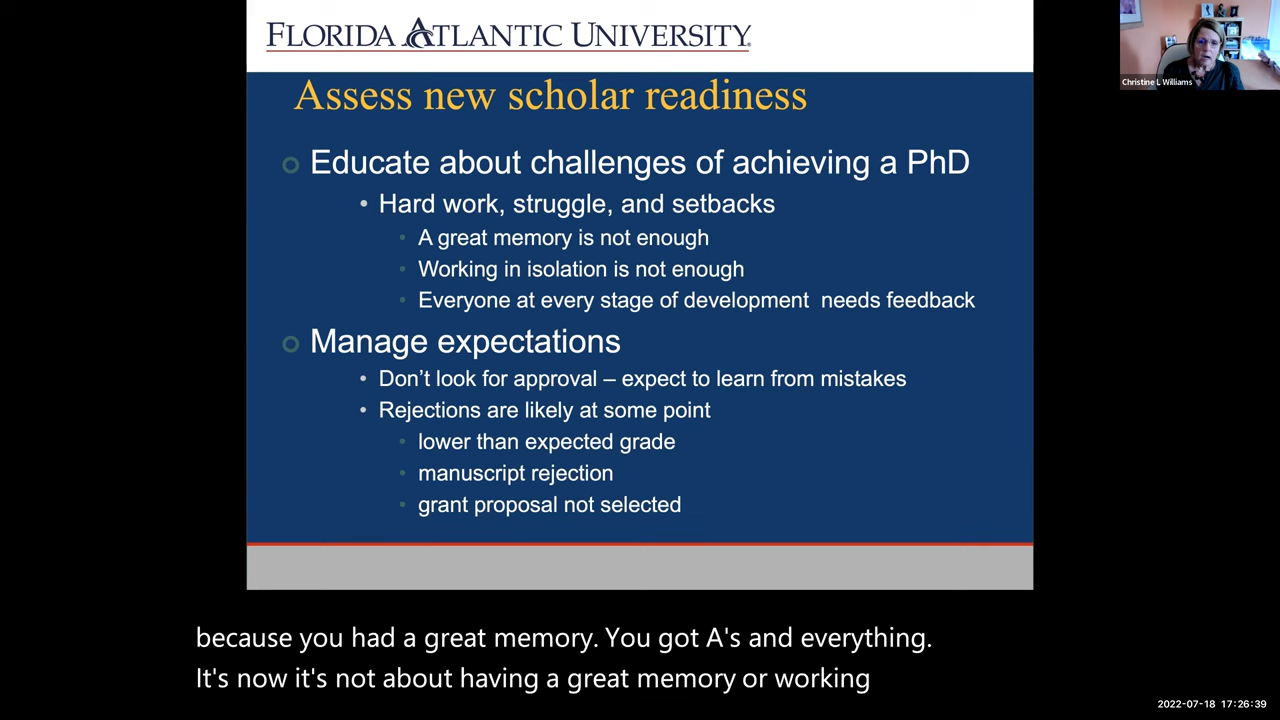 FLORIDA ATLANTIC UNIVERSITY
Christine L Williams
Assess new scholar readiness
Educate about challenges of achieving a PhD
• Hard work, struggle, and setbacks
• A great memory is not enough
• Working in isolation is not enough
• Everyone at every stage of development needs feedback
Manage expectations
• Don't look for approval – expect to learn from mistakes
• Rejections are likely at some point
• lower than expected grade
• manuscript rejection
• grant proposal not selected
because you had a great memory. You got A's and everything.
It's now it's not about having a great memory or working
2022-07-18 17:26:39